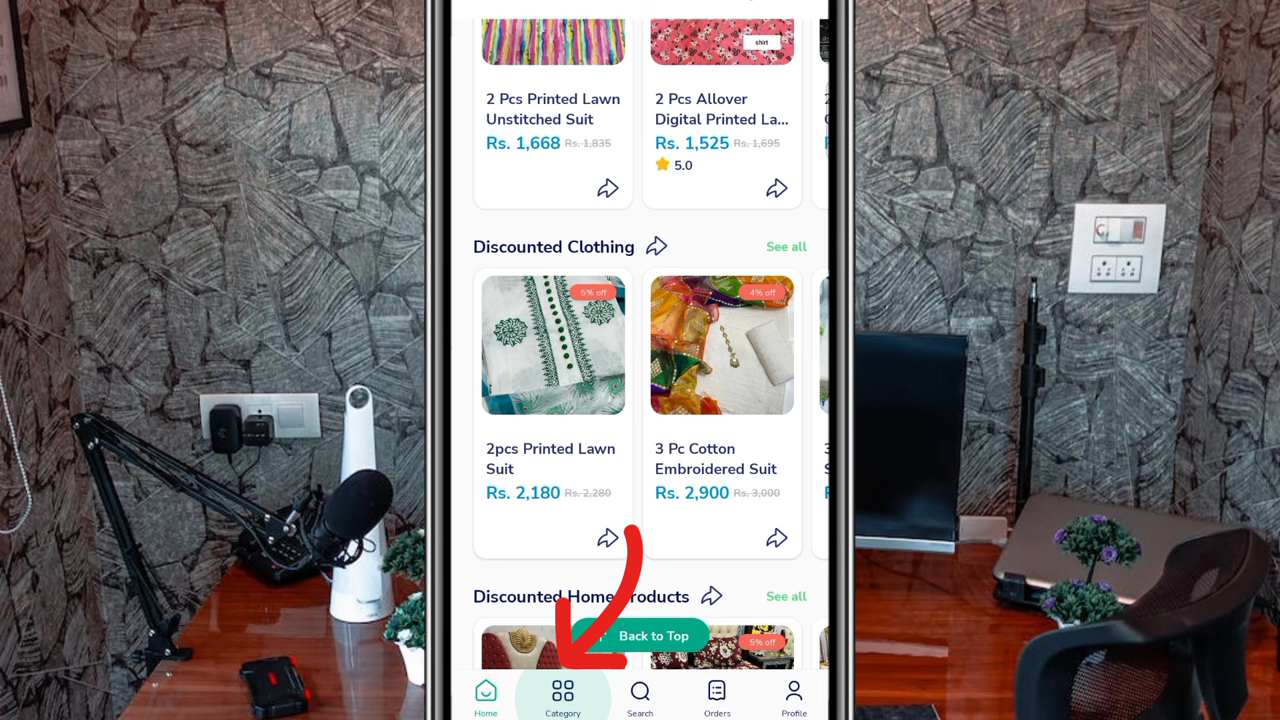 shirt
2 Pcs Printed Lawn
Unstitched Suit
Rs. 1,668 Rs. 1,835
2 Pcs Allover
Digital Printed La...
Rs. 1,525 Rs. 1,695
5.0
Discounted Clothing
See all
5% off
4% off
2pcs Printed Lawn
Suit
Rs. 2,180 Rs. 2,280
3 Pc Cotton
Embroidered Suit
Rs. 2,900 Rs. 3,000
Discounted Home Products
See all
Back to Top
5% off
Home
Category
Search
Orders
Profile